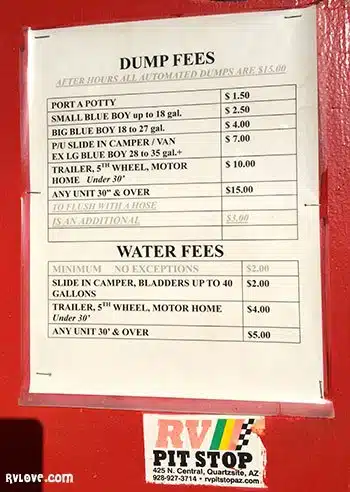 DUMP FEES
AFTER HOURS ALL AUTOMATED DUMPS ARE $15.00
PORT A POTTY $ 1.50
SMALL BLUE BOY up to 18 gal. $ 2.50
BIG BLUE BOY 18 to 27 gal. $ 4.00
P/U SLIDE IN CAMPER / VAN $ 7.00
EX LG BLUE BOY 28 to 35 gal.+
TRAILER, 5TH WHEEL, MOTOR $ 10.00
HOME Under 30'
ANY UNIT 30" & OVER $15.00
TO FLUSH WITH A HOSE
IS AN ADDITIONAL $3.00
WATER FEES
MINIMUM NO EXCEPTIONS $2.00
SLIDE IN CAMPER, BLADDERS UP TO 40 $2.00
GALLONS
TRAILER, 5TH WHEEL, MOTOR HOME $4.00
Under 30'
ANY UNIT 30' & OVER $5.00
RV
PIT STOP
425 N. Central, Quartzsite, AZ
928-927-3714 • rvpitstopaz.com
RVLOVE.COM